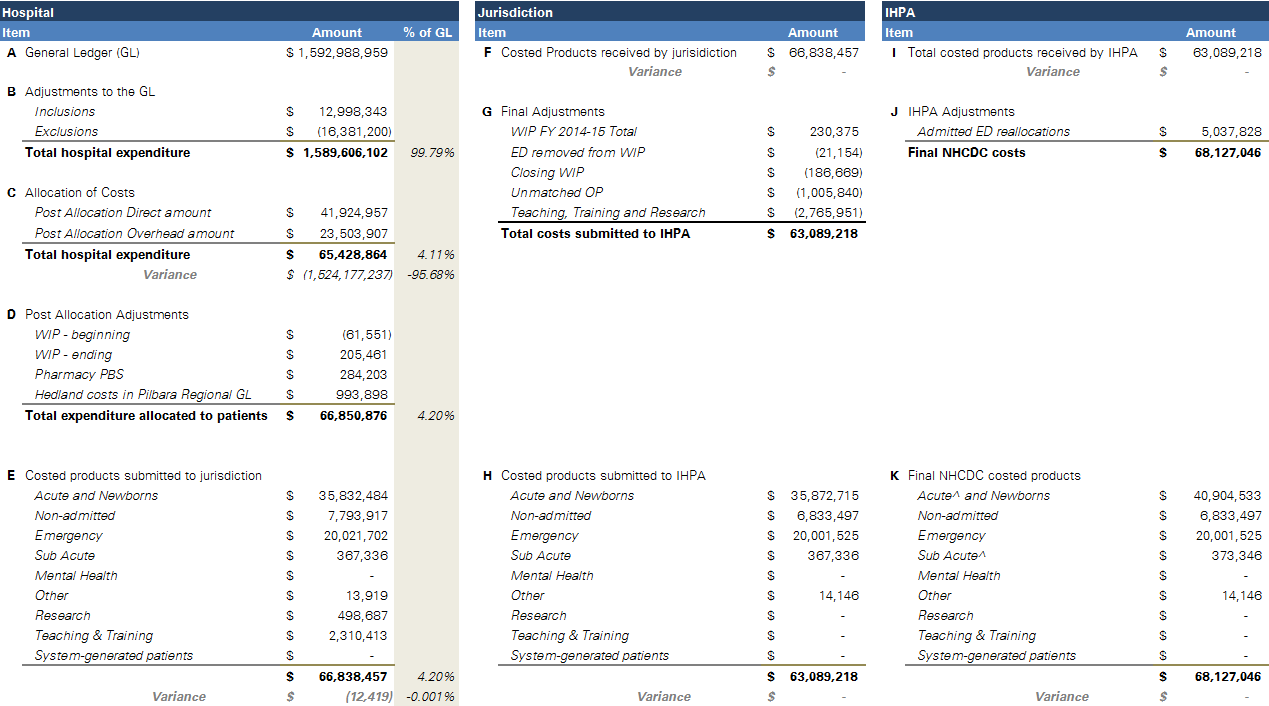 Hospital
Item Amount % of GL
A General Ledger (GL) $ 1,592,988,959
B Adjustments to the GL
Inclusions $ 12,998,343
Exclusions $ (16,381,200)
Total hospital expenditure $ 1,589,606,102 99.79%
C Allocation of Costs
Post Allocation Direct amount $ 41,924,957
Post Allocation Overhead amount $ 23,503,907
Total hospital expenditure $ 65,428,864 4.11%
Variance $ (1,524,177,237) -95.68%
D Post Allocation Adjustments
WIP - beginning $ (61,551)
WIP - ending $ 205,461
Pharmacy PBS $ 284,203
Hedland costs in Pilbara Regional GL $ 993,898
Total expenditure allocated to patients $ 66,850,876 4.20%
E Costed products submitted to jurisdiction
Acute and Newborns $ 35,832,484
Non-admitted $ 7,793,917
Emergency $ 20,021,702
Sub Acute $ 367,336
Mental Health $ -
Other $ 13,919
Research $ 498,687
Teaching & Training $ 2,310,413
System-generated patients $ -
$ 66,838,457 4.20%
Variance $ (12,419) -0.001%
Jurisdiction
Item Amount
F Costed Products received by jurisidiction $ 66,838,457
Variance $ -
G Final Adjustments
WIP FY 2014-15 Total $ 230,375
ED removed from WIP $ (21,154)
Closing WIP $ (186,669)
Unmatched OP $ (1,005,840)
Teaching, Training and Research $ (2,765,951)
Total costs submitted to IHPA $ 63,089,218
H Costed products submitted to IHPA
Acute and Newborns $ 35,872,715
Non-admitted $ 6,833,497
Emergency $ 20,001,525
Sub Acute $ 367,336
Mental Health $ -
Other $ 14,146
Research $ -
Teaching & Training $ -
System-generated patients $ -
$ 63,089,218
Variance $ -
IHPA
Item Amount
I Total costed products received by IHPA $ 63,089,218
Variance $ -
J IHPA Adjustments
Admitted ED reallocations $ 5,037,828
Final NHCDC costs $ 68,127,046
K Final NHCDC costed products
Acute^ and Newborns $ 40,904,533
Non-admitted $ 6,833,497
Emergency $ 20,001,525
Sub Acute^ $ 373,346
Mental Health $ -
Other $ 14,146
Research $ -
Teaching & Training $ -
System-generated patients $ -
$ 68,127,046
Variance $ -